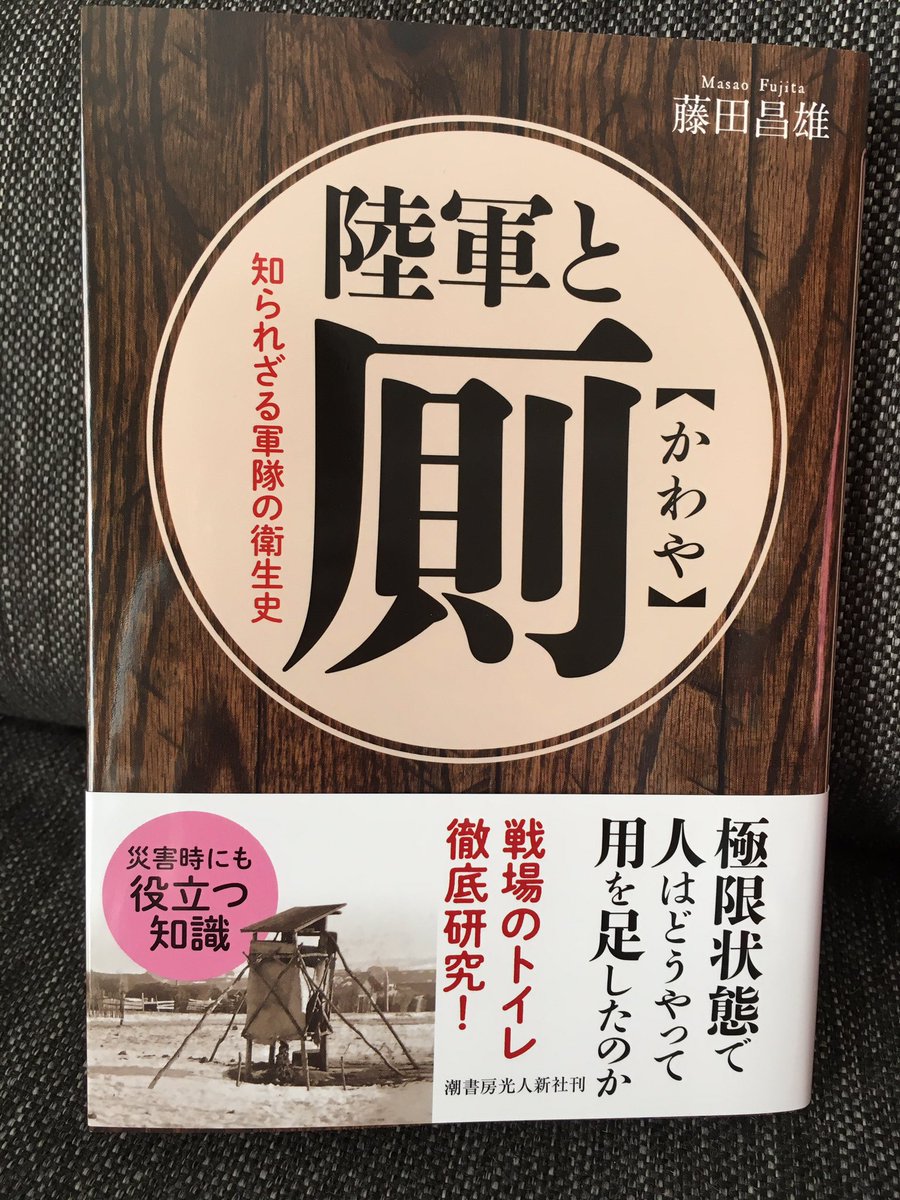 Masao Fujita
藤田昌雄
陸軍と
厠
【かわや】
知られざる軍隊の衛生史
極限状態で
人はどうやって
用を足したのか
戦場のトイレ
徹底研究！
災害時にも
役立つ
知識
潮書房光人新社刊